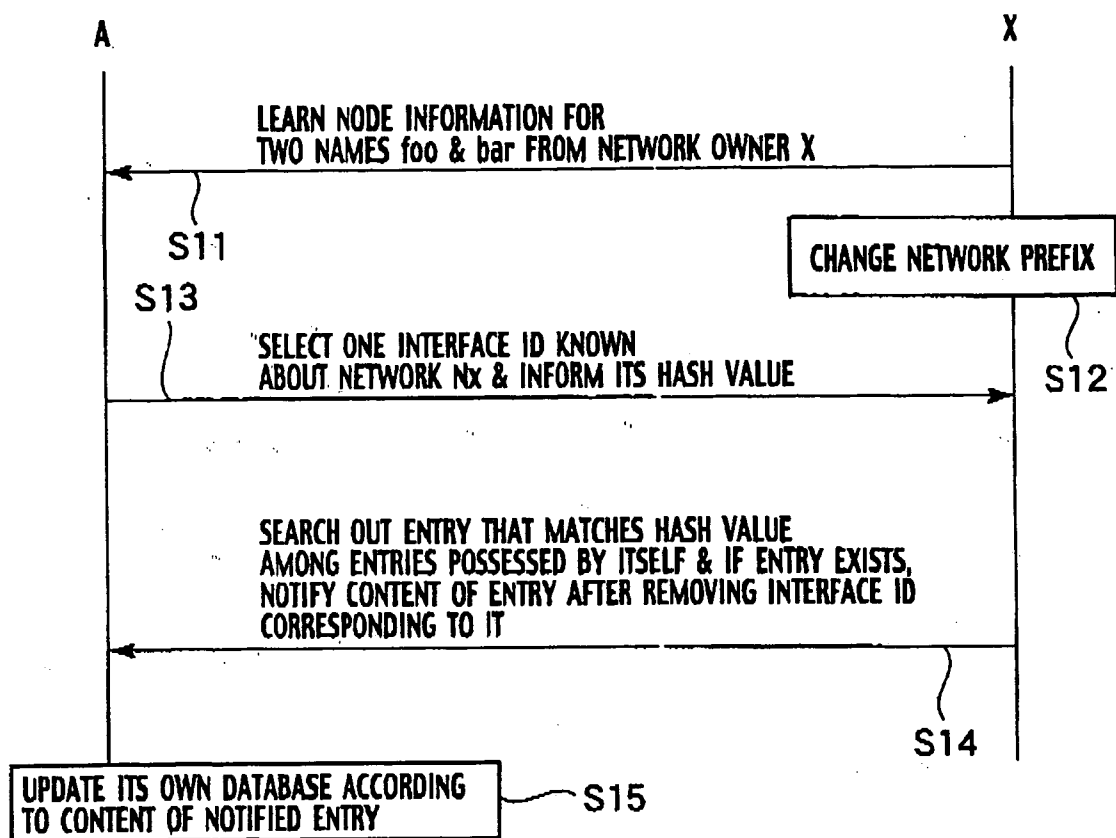 A
X
LEARN NODE INFORMATION FOR
TWO NAMES foo & bar FROM NETWORK OWNER X
S11
CHANGE NETWORK PREFIX
S12
S13
SELECT ONE INTERFACE ID KNOWN
ABOUT NETWORK Nx & INFORM ITS HASH VALUE
SEARCH OUT ENTRY THAT MATCHES HASH VALUE
AMONG ENTRIES POSSESSED BY ITSELF & IF ENTRY EXISTS,
NOTIFY CONTENT OF ENTRY AFTER REMOVING INTERFACE ID
CORRESPONDING TO IT
S14
UPDATE ITS OWN DATABASE ACCORDING
TO CONTENT OF NOTIFIED ENTRY
S15